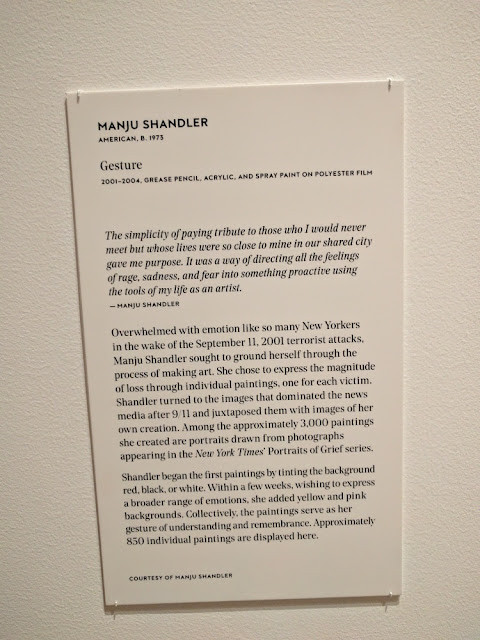 MANJU SHANDLER
AMERICAN, B. 1973
Gesture
2001–2004, GREASE PENCIL, ACRYLIC, AND SPRAY PAINT ON POLYESTER FILM
The simplicity of paying tribute to those who I would never
meet but whose lives were so close to mine in our shared city
gave me purpose. It was a way of directing all the feelings
of rage, sadness, and fear into something proactive using
the tools of my life as an artist.
— MANJU SHANDLER
Overwhelmed with emotion like so many New Yorkers
in the wake of the September 11, 2001 terrorist attacks,
Manju Shandler sought to ground herself through the
process of making art. She chose to express the magnitude
of loss through individual paintings, one for each victim.
Shandler turned to the images that dominated the news
media after 9/11 and juxtaposed them with images of her
own creation. Among the approximately 3,000 paintings
she created are portraits drawn from photographs
appearing in the New York Times' Portraits of Grief series.
Shandler began the first paintings by tinting the background
red, black, or white. Within a few weeks, wishing to express
a broader range of emotions, she added yellow and pink
backgrounds. Collectively, the paintings serve as her
gesture of understanding and remembrance. Approximately
850 individual paintings are displayed here.
COURTESY OF MANJU SHANDLER